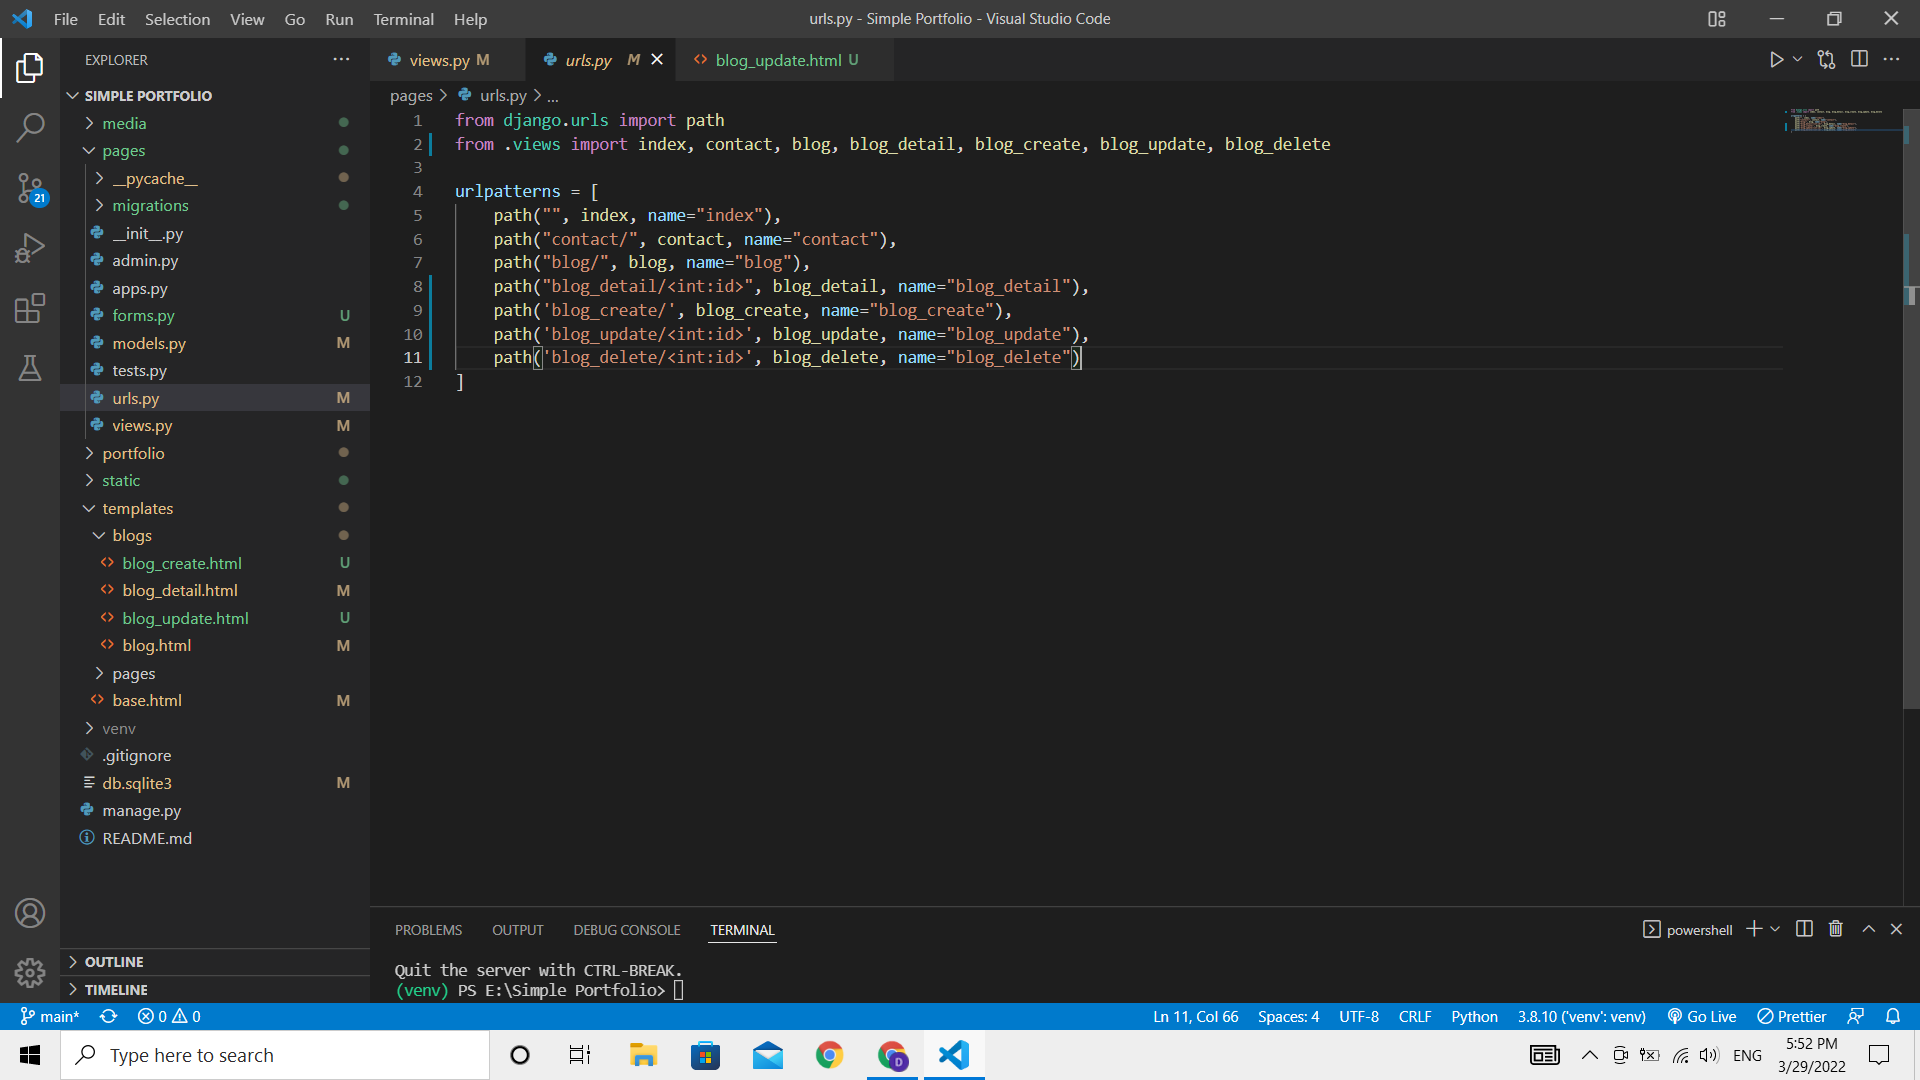 File Edit Selection View Go Run Terminal Help
urls.py - Simple Portfolio - Visual Studio Code
EXPLORER
SIMPLE PORTFOLIO
media
pages
__pycache__
migrations
__init__.py
admin.py
apps.py
forms.py U
models.py M
tests.py
urls.py M
views.py M
portfolio
static
templates
blogs
blog_create.html U
blog_detail.html M
blog_update.html U
blog.html M
pages
base.html M
venv
.gitignore
db.sqlite3 M
manage.py
README.md
OUTLINE
TIMELINE
21
views.py M
urls.py M
blog_update.html U
pages > urls.py > ...
1 from django.urls import path
2 from .views import index, contact, blog, blog_detail, blog_create, blog_update, blog_delete
3
4 urlpatterns = [
5 path("", index, name="index"),
6 path("contact/", contact, name="contact"),
7 path("blog/", blog, name="blog"),
8 path("blog_detail/<int:id>", blog_detail, name="blog_detail"),
9 path('blog_create/', blog_create, name="blog_create"),
10 path('blog_update/<int:id>', blog_update, name="blog_update"),
11 path('blog_delete/<int:id>', blog_delete, name="blog_delete")
12 ]
PROBLEMS OUTPUT DEBUG CONSOLE TERMINAL
powershell
Quit the server with CTRL-BREAK.
(venv) PS E:\Simple Portfolio>
main* 0 0
Ln 11, Col 66 Spaces: 4 UTF-8 CRLF Python 3.8.10 ('venv': venv) Go Live Prettier
Type here to search
D
ENG
5:52 PM
3/29/2022